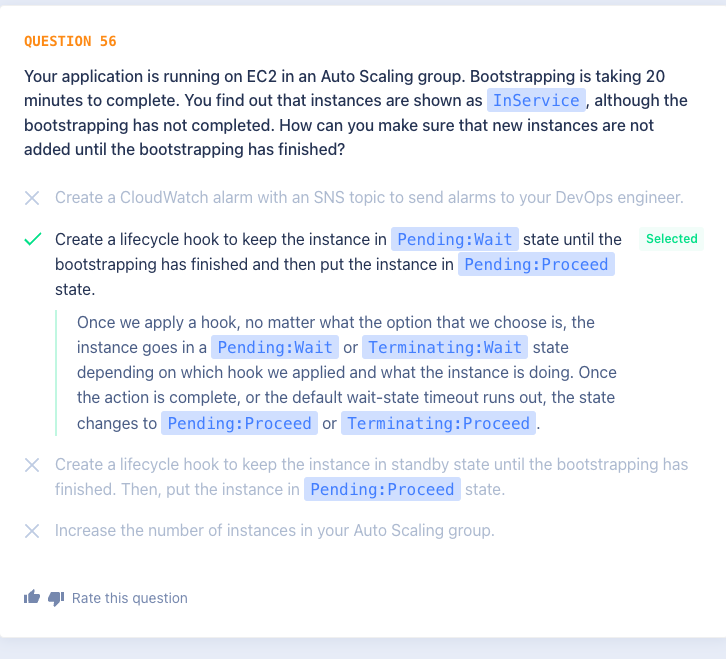 QUESTION 56
Your application is running on EC2 in an Auto Scaling group. Bootstrapping is taking 20
minutes to complete. You find out that instances are shown as InService, although the
bootstrapping has not completed. How can you make sure that new instances are not
added until the bootstrapping has finished?
Create a CloudWatch alarm with an SNS topic to send alarms to your DevOps engineer.
Create a lifecycle hook to keep the instance in Pending:Wait state until the Selected
bootstrapping has finished and then put the instance in Pending:Proceed
state.
Once we apply a hook, no matter what the option that we choose is, the
instance goes in a Pending:Wait or Terminating:Wait state
depending on which hook we applied and what the instance is doing. Once
the action is complete, or the default wait-state timeout runs out, the state
changes to Pending:Proceed or Terminating:Proceed.
Create a lifecycle hook to keep the instance in standby state until the bootstrapping has
finished. Then, put the instance in Pending:Proceed state.
Increase the number of instances in your Auto Scaling group.
Rate this question